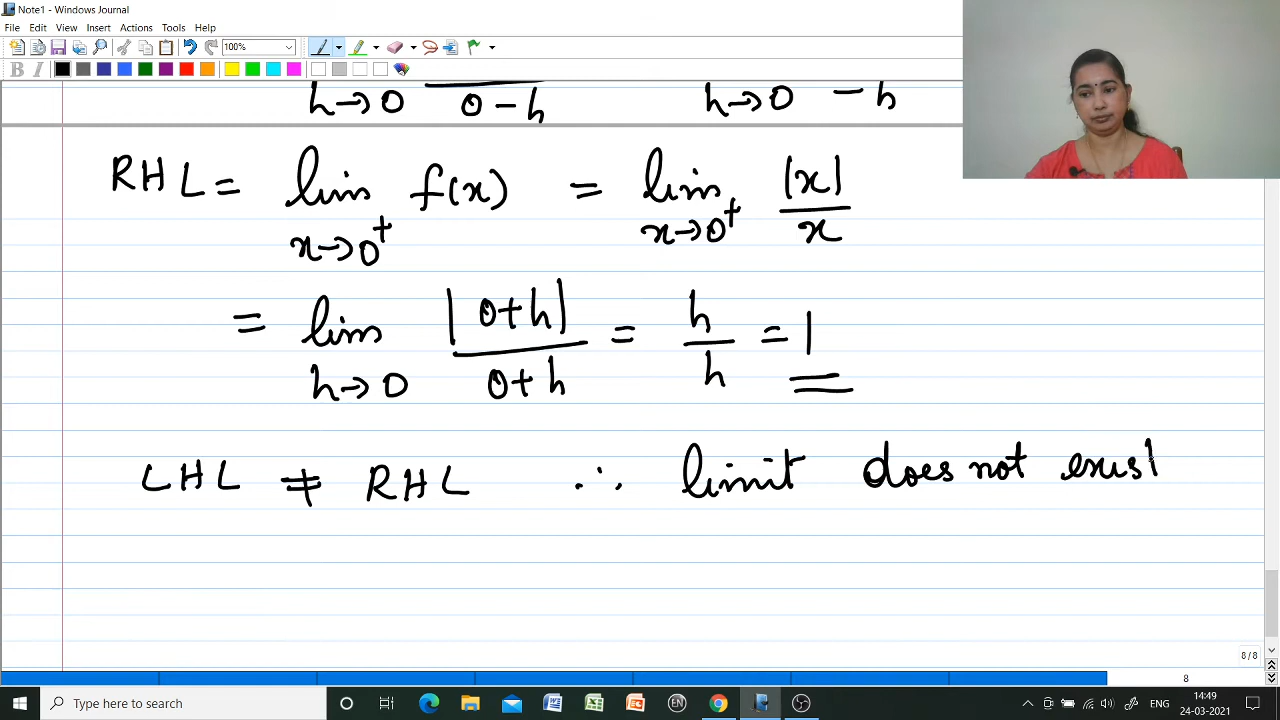 Note1 - Windows Journal
File Edit View Insert Actions Tools Help
100%
B I
h→0 0-h h→0 -h
RHL = lim f(x) = lim |x|/x
x→0⁺ x→0⁺
= lim |0+h|/0+h = h/h = 1
h→0
LHL ≠ RHL ∴ limit does not exist
8/8
8
Type here to search
EN
ENG
14:49
24-03-2021